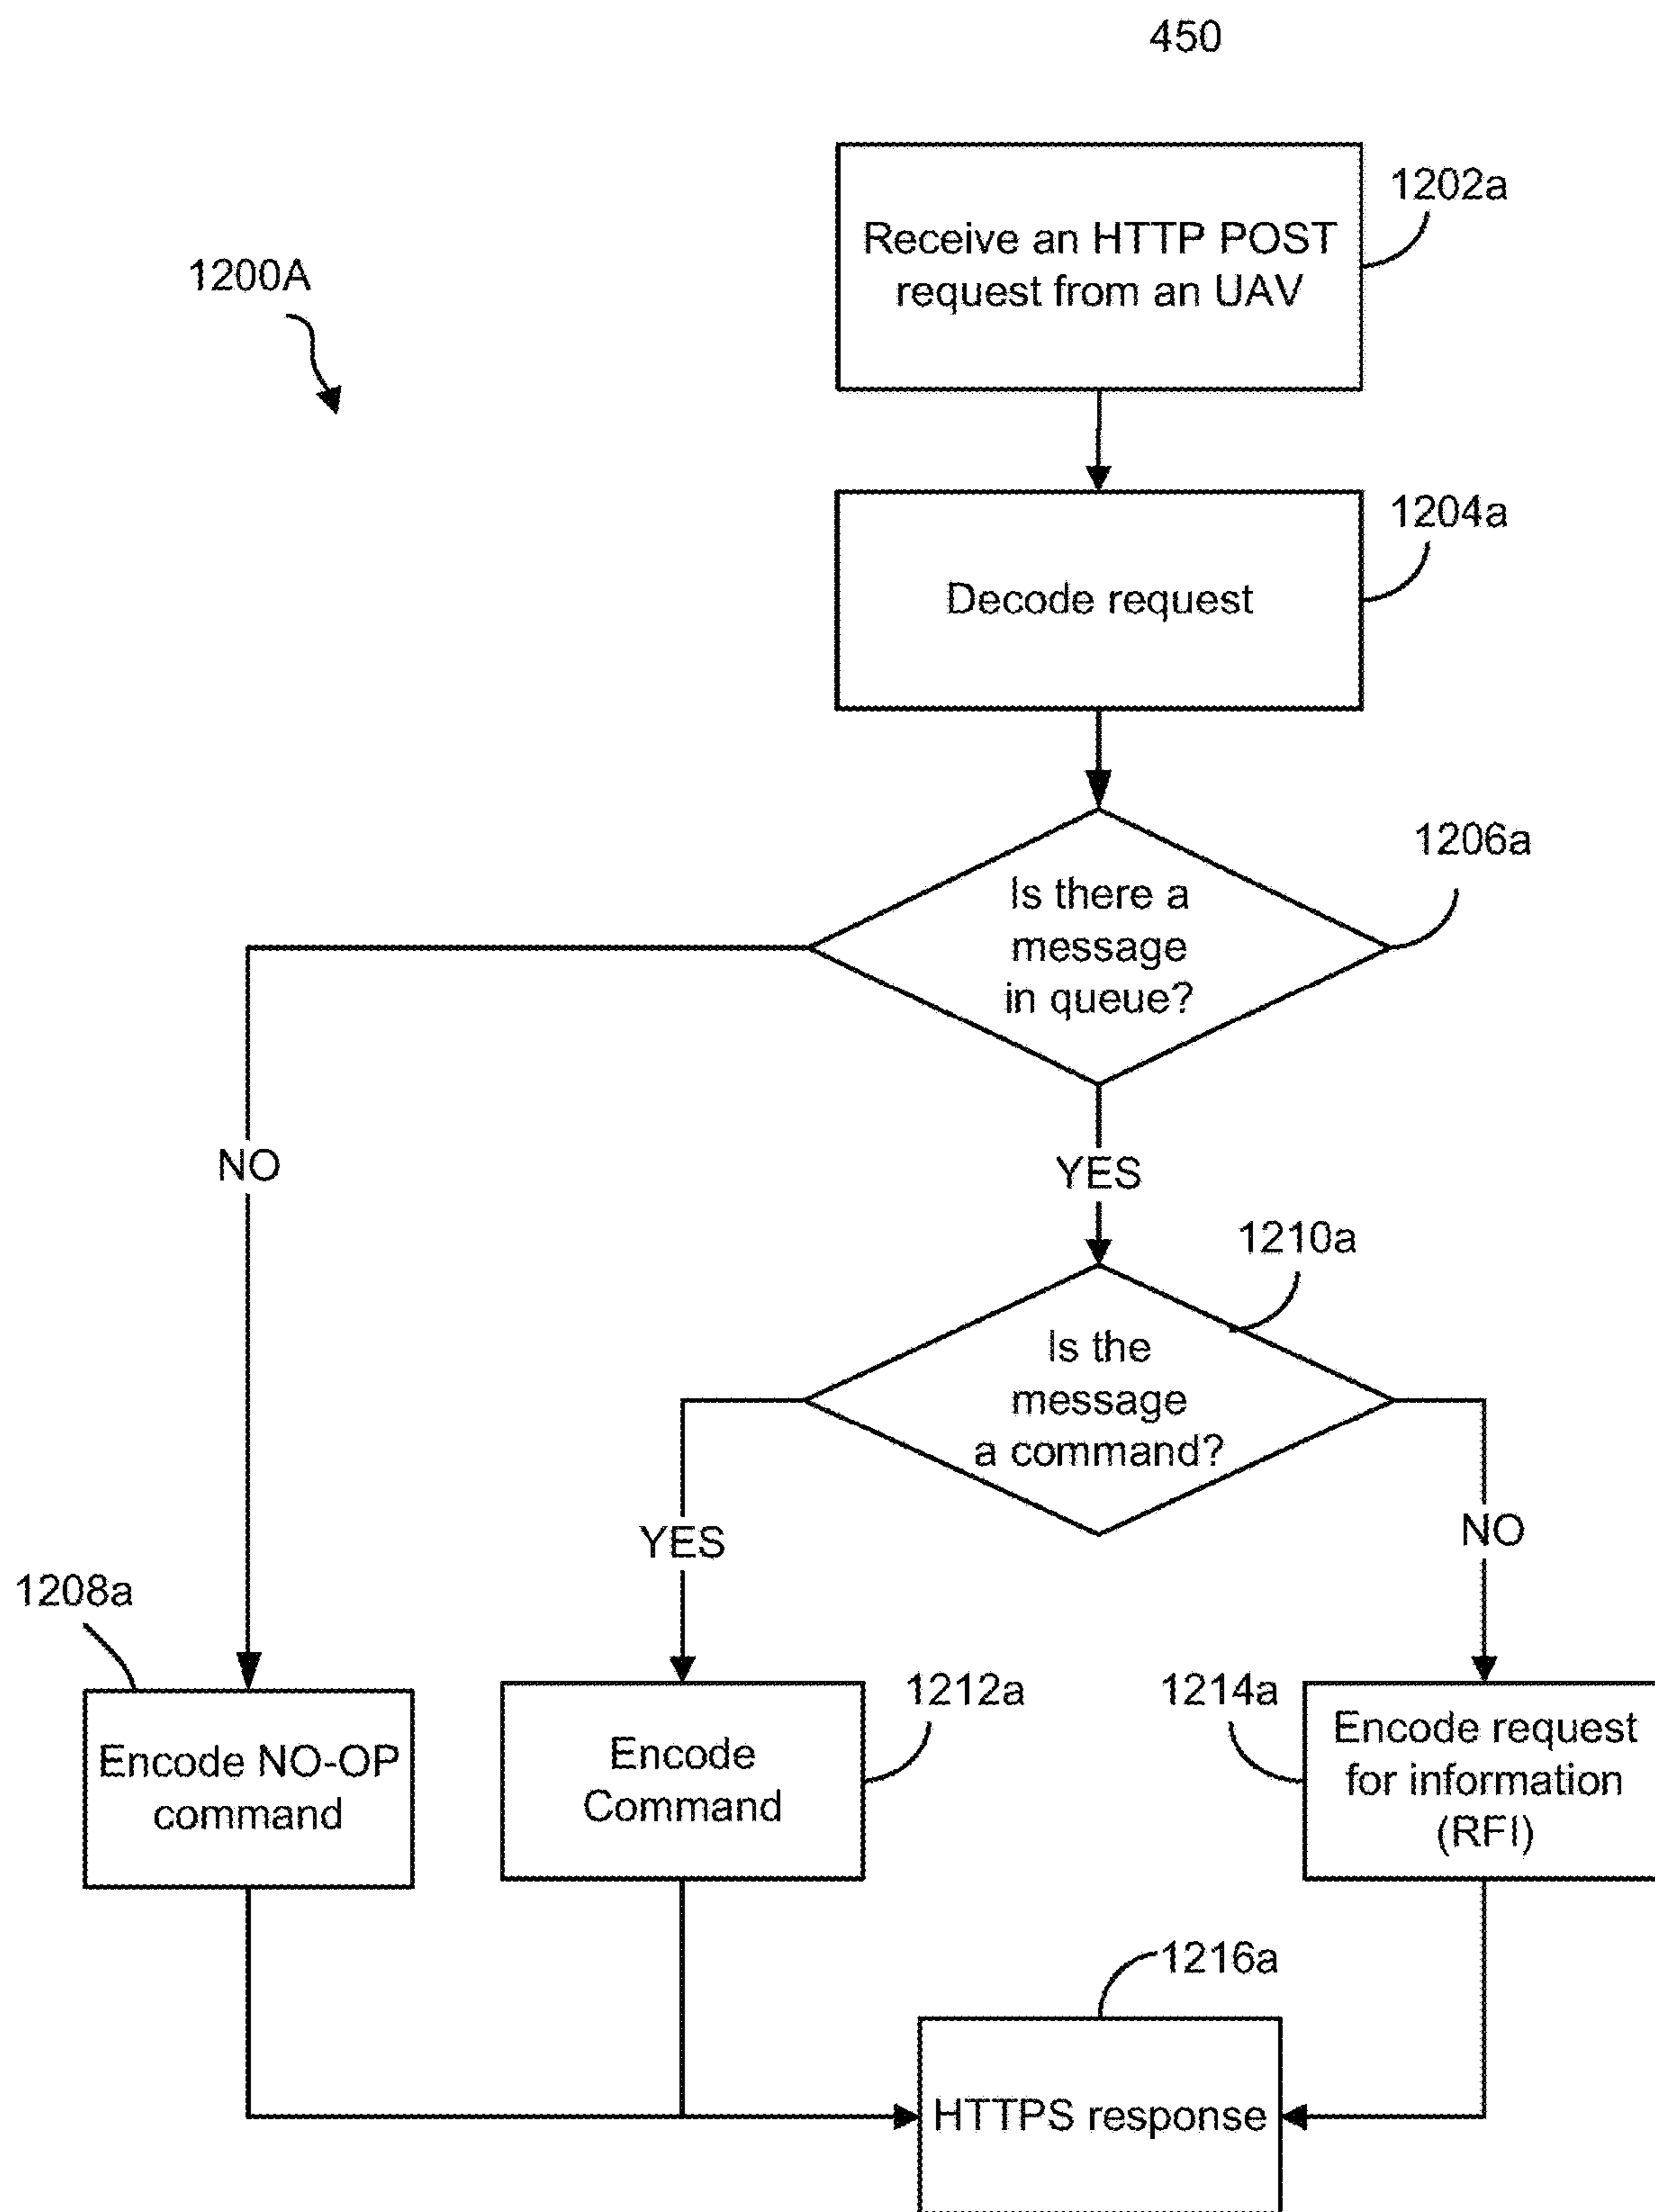 450
1202a
Receive an HTTP POST
request from an UAV
1200A
1204a
Decode request
1206a
Is there a
message
in queue?
NO
YES
1210a
Is the
message
a command?
YES
NO
1208a
1212a
1214a
Encode NO-OP
command
Encode
Command
Encode request
for information
(RFI)
1216a
HTTPS response